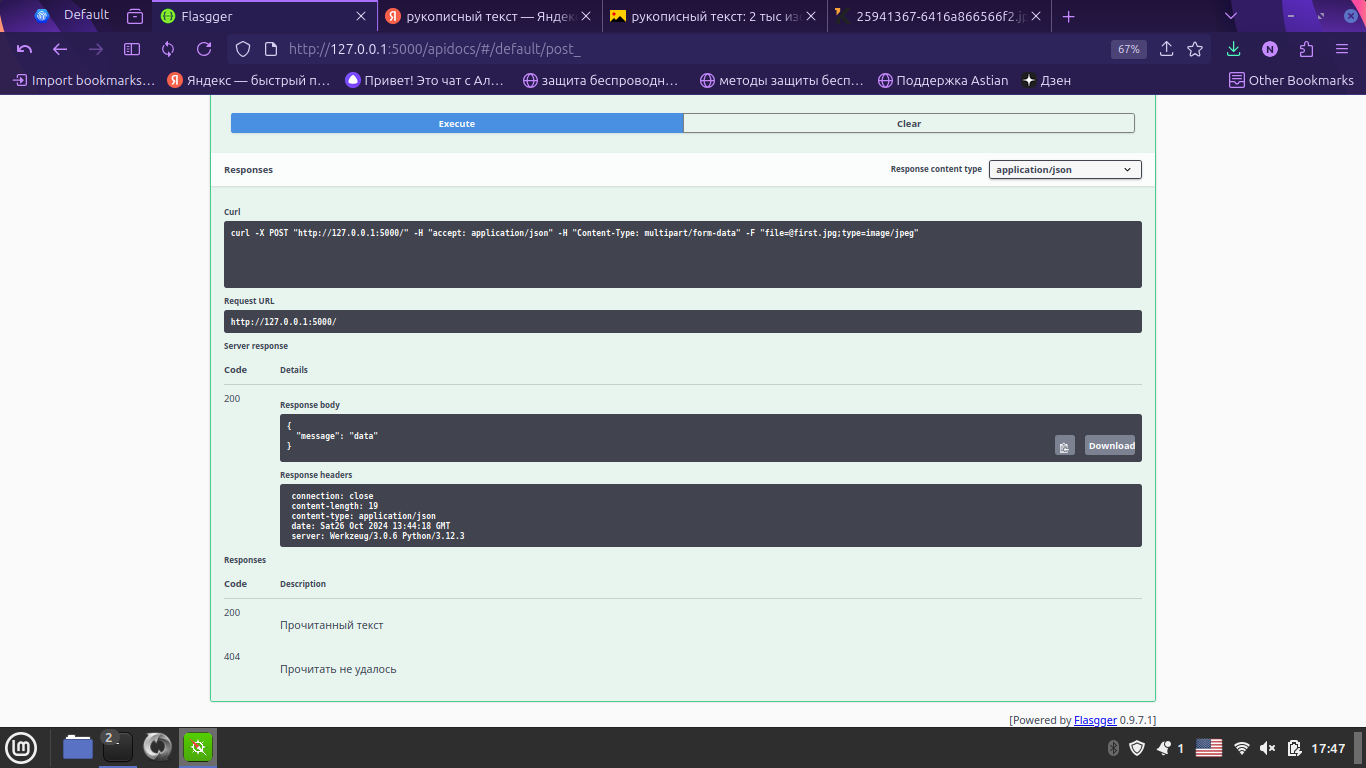 Default
Flasgger
рукописный текст — Яндек
рукописный текст: 2 тыс изо
25941367-6416a866566f2.jp
http://127.0.0.1:5000/apidocs/#/default/post_
67%
N
Import bookmarks...
Яндекс — быстрый п...
Привет! Это чат с Ал...
защита беспроводн...
методы защиты бесп...
Поддержка Astian
Дзен
Other Bookmarks
Execute
Clear
Responses
Response content type
application/json
Curl
curl -X POST "http://127.0.0.1:5000/" -H "accept: application/json" -H "Content-Type: multipart/form-data" -F "file=@first.jpg;type=image/jpeg"
Request URL
http://127.0.0.1:5000/
Server response
Code Details
200
Response body
{
"message": "data"
}
Download
Response headers
connection: close
content-length: 19
content-type: application/json
date: Sat26 Oct 2024 13:44:18 GMT
server: Werkzeug/3.0.6 Python/3.12.3
Responses
Code Description
200
Прочитанный текст
404
Прочитать не удалось
[Powered by Flasgger 0.9.7.1]
2
1
17:47